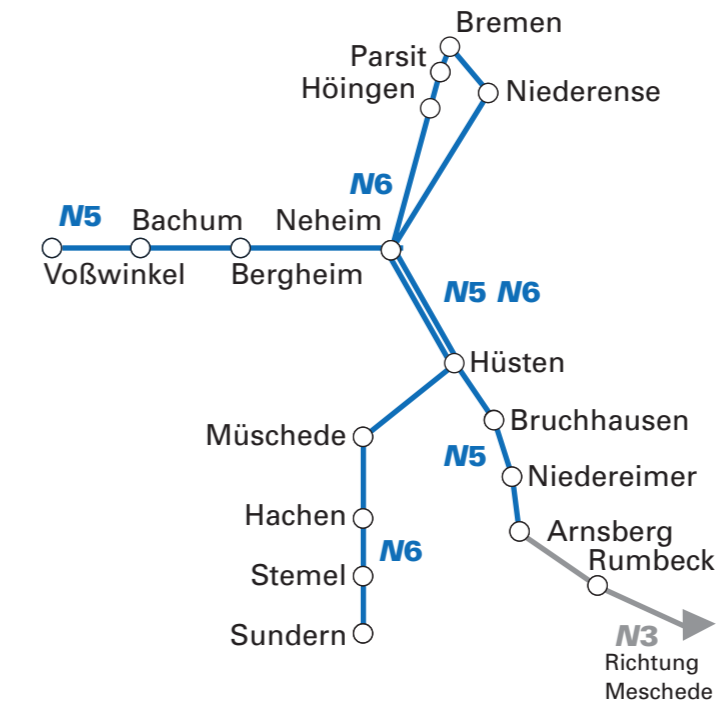 Bremen
Parsit
Höingen
Niederense
N6
N5
Bachum
Neheim
Voßwinkel
Bergheim
N5 N6
Hüsten
Müschede
Bruchhausen
N5
Niedereimer
Hachen
Arnsberg
N6
Rumbeck
Stemel
Sundern
N3
Richtung
Meschede